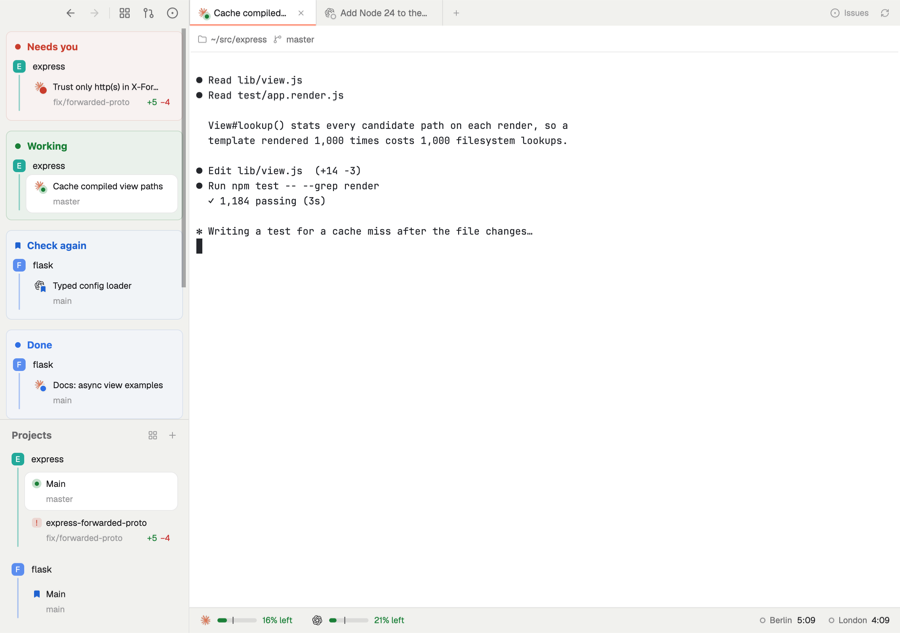 Needs you
E express
Trust only http(s) in X-For...
fix/forwarded-proto +5 −4
Working
E express
Cache compiled view paths
master
Check again
F flask
Typed config loader
main
Done
F flask
Docs: async view examples
main
Projects
E express
Main
master
! express-forwarded-proto
fix/forwarded-proto +5 −4
F flask
Main
main
Cache compiled... × Add Node 24 to the... +
Issues
~/src/express master
● Read lib/view.js
● Read test/app.render.js
View#lookup() stats every candidate path on each render, so a
template rendered 1,000 times costs 1,000 filesystem lookups.
● Edit lib/view.js (+14 -3)
● Run npm test -- --grep render
✓ 1,184 passing (3s)
✻ Writing a test for a cache miss after the file changes…
16% left 21% left
Berlin 5:09 London 4:09